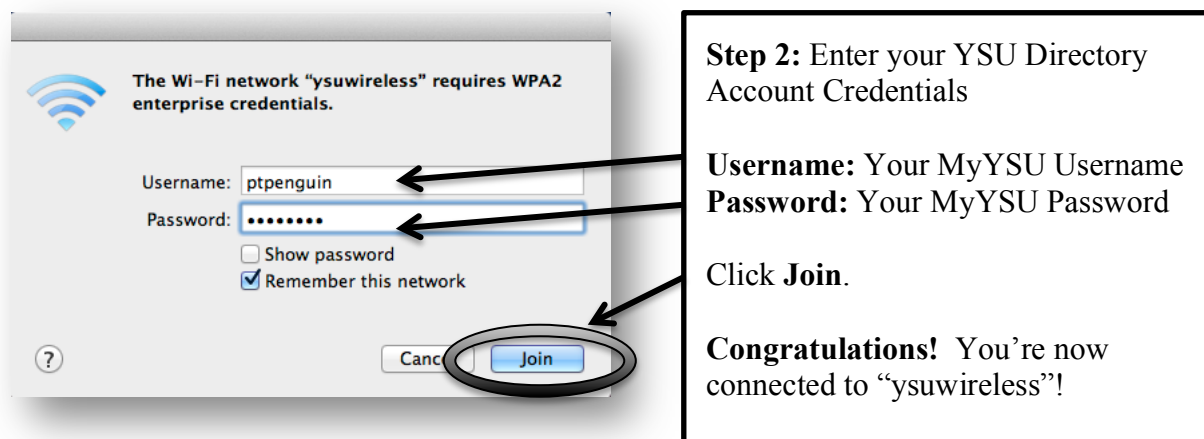 The Wi-Fi network “ysuwireless” requires WPA2
enterprise credentials.
Username: ptpenguin
Password: ••••••••
Show password
Remember this network
?
Join
Step 2: Enter your YSU Directory
Account Credentials
Username: Your MyYSU Username
Password: Your MyYSU Password
Click Join.
Congratulations!  You’re now
connected to “ysuwireless”!